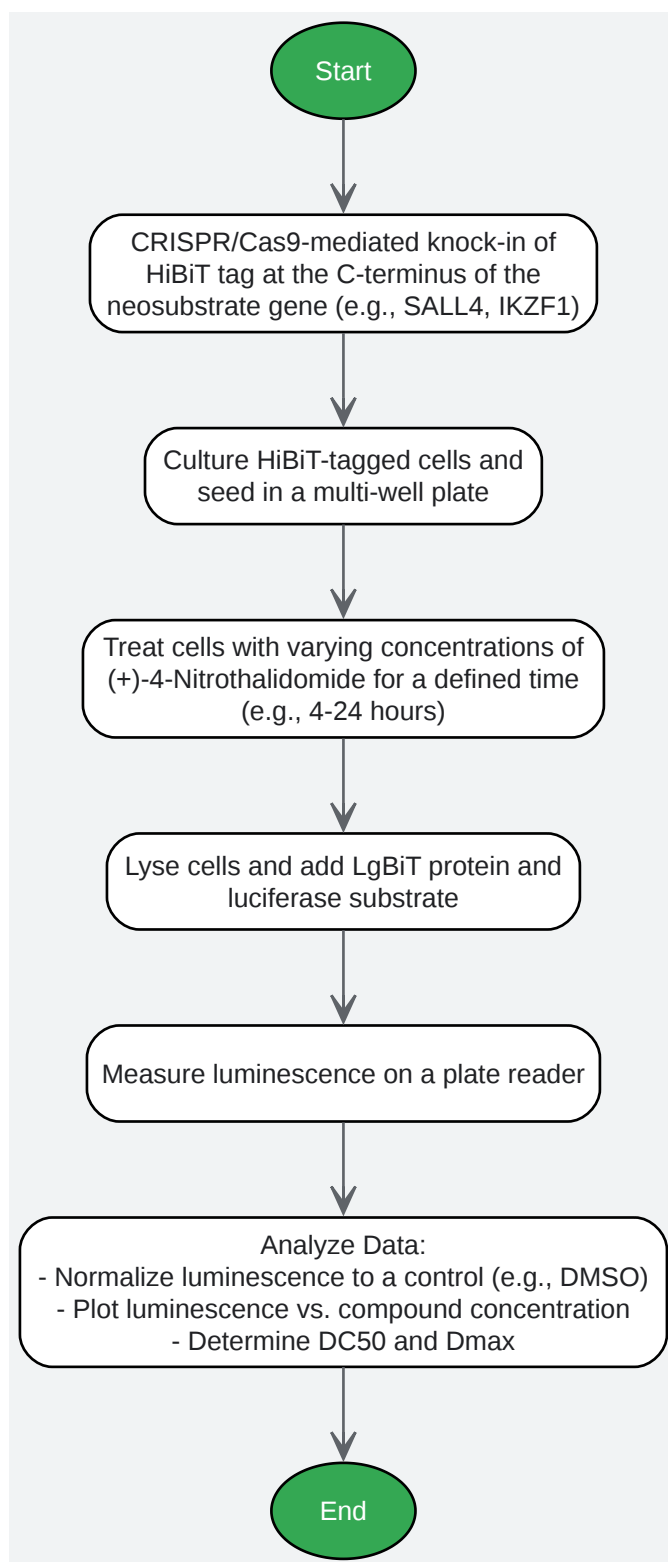 Start
CRISPR/Cas9-mediated knock-in of
HiBiT tag at the C-terminus of the
neosubstrate gene (e.g., SALL4, IKZF1)
Culture HiBiT-tagged cells and
seed in a multi-well plate
Treat cells with varying concentrations of
(+)-4-Nitrothalidomide for a defined time
(e.g., 4-24 hours)
Lyse cells and add LgBiT protein and
luciferase substrate
Measure luminescence on a plate reader
Analyze Data:
- Normalize luminescence to a control (e.g., DMSO)
- Plot luminescence vs. compound concentration
- Determine DC50 and Dmax
End